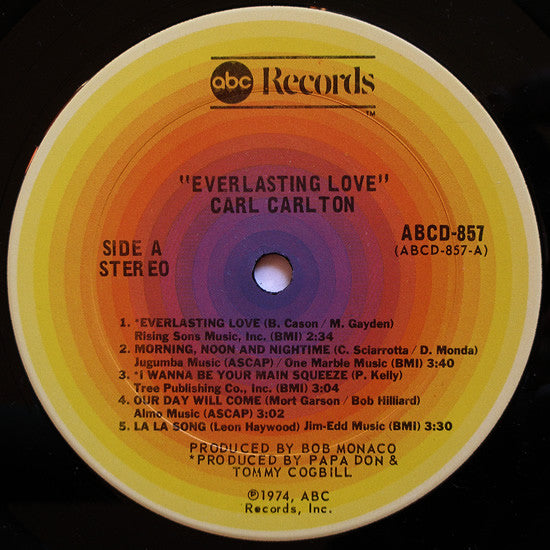 abc Records
TM
"EVERLASTING LOVE"
CARL CARLTON
SIDE A
STEREO
ABCD-857
(ABCD-857-A)
1. *EVERLASTING LOVE (B. Cason / M. Gayden)
Rising Sons Music, Inc. (BMI) 2:34
2. MORNING, NOON AND NIGHTIME (C. Sciarrotta / D. Monda)
Jugumba Music (ASCAP) / One Marble Music (BMI) 3:40
3. *I WANNA BE YOUR MAIN SQUEEZE (P. Kelly)
Tree Publishing Co., Inc. (BMI) 3:04
4. OUR DAY WILL COME (Mort Garson / Bob Hilliard)
Almo Music (ASCAP) 3:02
5. LA LA SONG (Leon Haywood) Jim-Edd Music (BMI) 3:30
PRODUCED BY BOB MONACO
*PRODUCED BY PAPA DON &
TOMMY COGBILL
℗1974, ABC
Records, Inc.